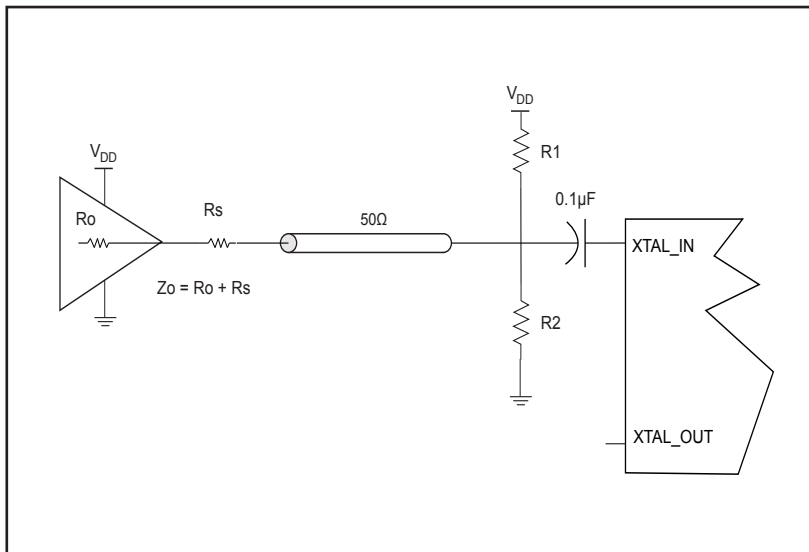 V_DD
R1
V_DD
0.1µF
Ro
Rs
50Ω
XTAL_IN
Zo = Ro + Rs
R2
XTAL_OUT